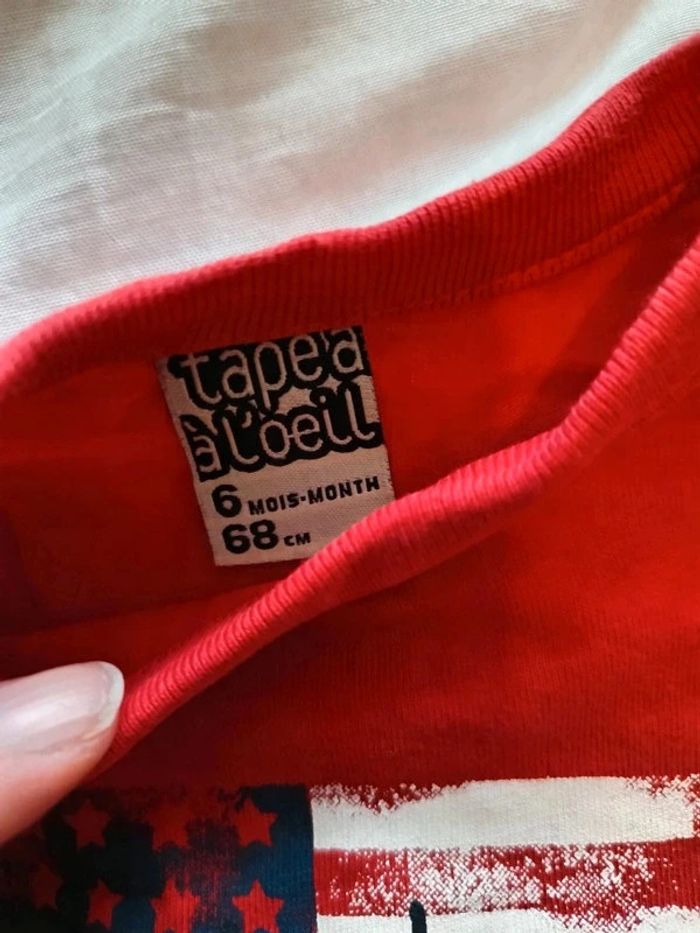 tape à
à l'oeil
6 MOIS-MONTH
68 CM